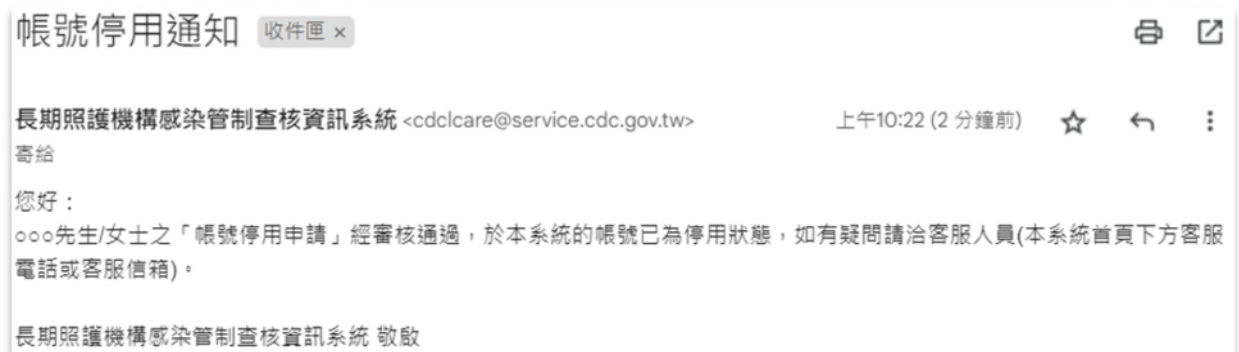 帳號停用通知 收件匣 ×
長期照護機構感染管制查核資訊系統 <cdclcare@service.cdc.gov.tw> 上午10:22 (2 分鐘前)
寄給
您好：
○○○先生/女士之「帳號停用申請」經審核通過，於本系統的帳號已為停用狀態，如有疑問請洽客服人員(本系統首頁下方客服
電話或客服信箱)。
長期照護機構感染管制查核資訊系統 敬啟